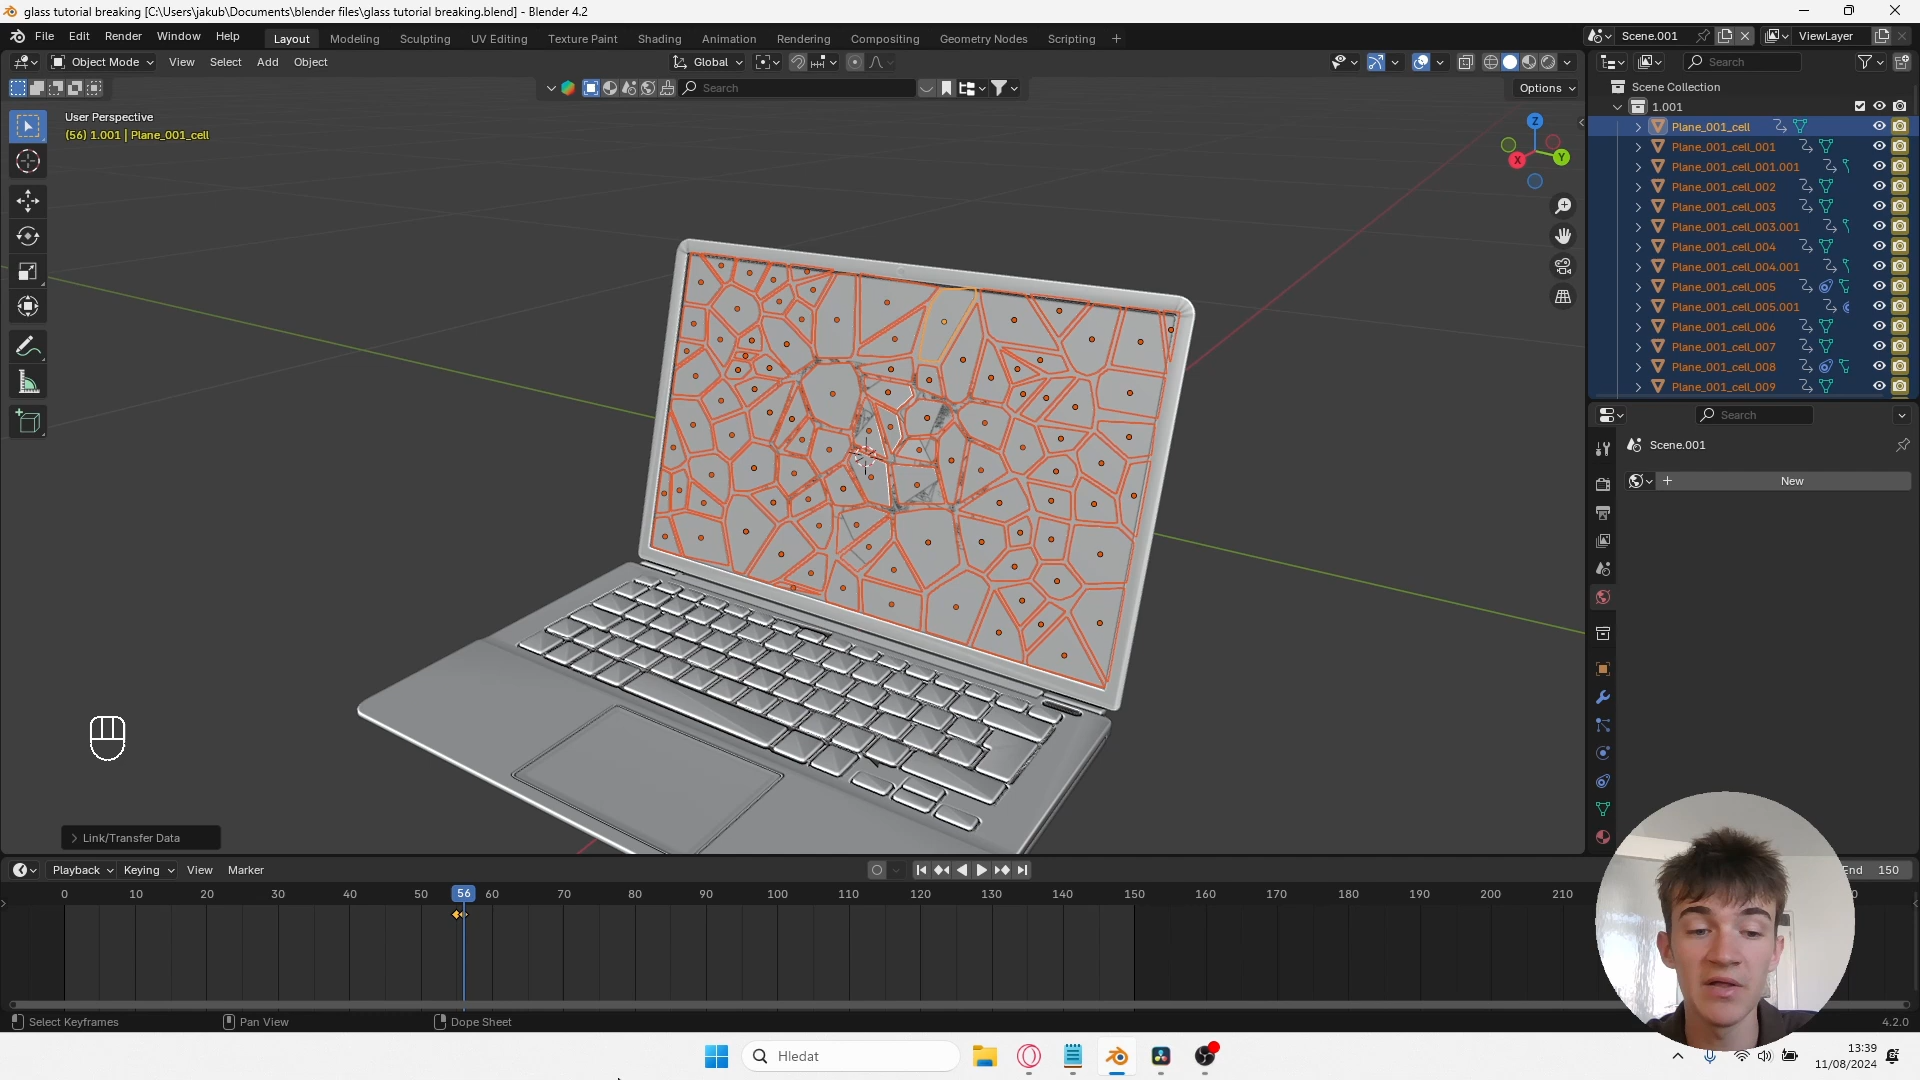 glass tutorial breaking [C:\Users\jakub\Documents\blender files\glass tutorial breaking.blend] - Blender 4.2
File Edit Render Window Help Layout Modeling Sculpting UV Editing Texture Paint Shading Animation Rendering Compositing Geometry Nodes Scripting +
Scene.001 ViewLayer
Object Mode View Select Add Object Global Search
Search Options
User Perspective
(56) 1.001 | Plane_001_cell
Z
X Y
Scene Collection
1.001
Plane_001_cell
Plane_001_cell_001
Plane_001_cell_001.001
Plane_001_cell_002
Plane_001_cell_003
Plane_001_cell_003.001
Plane_001_cell_004
Plane_001_cell_004.001
Plane_001_cell_005
Plane_001_cell_005.001
Plane_001_cell_006
Plane_001_cell_007
Plane_001_cell_008
Plane_001_cell_009
Search
Scene.001
+ New
> Link/Transfer Data
Playback Keying View Marker End 150
0 10 20 30 40 50 56 60 70 80 90 100 110 120 130 140 150 160 170 180 190 200 210
Select Keyframes Pan View Dope Sheet 4.2.0
Hledat
13:39
11/08/2024